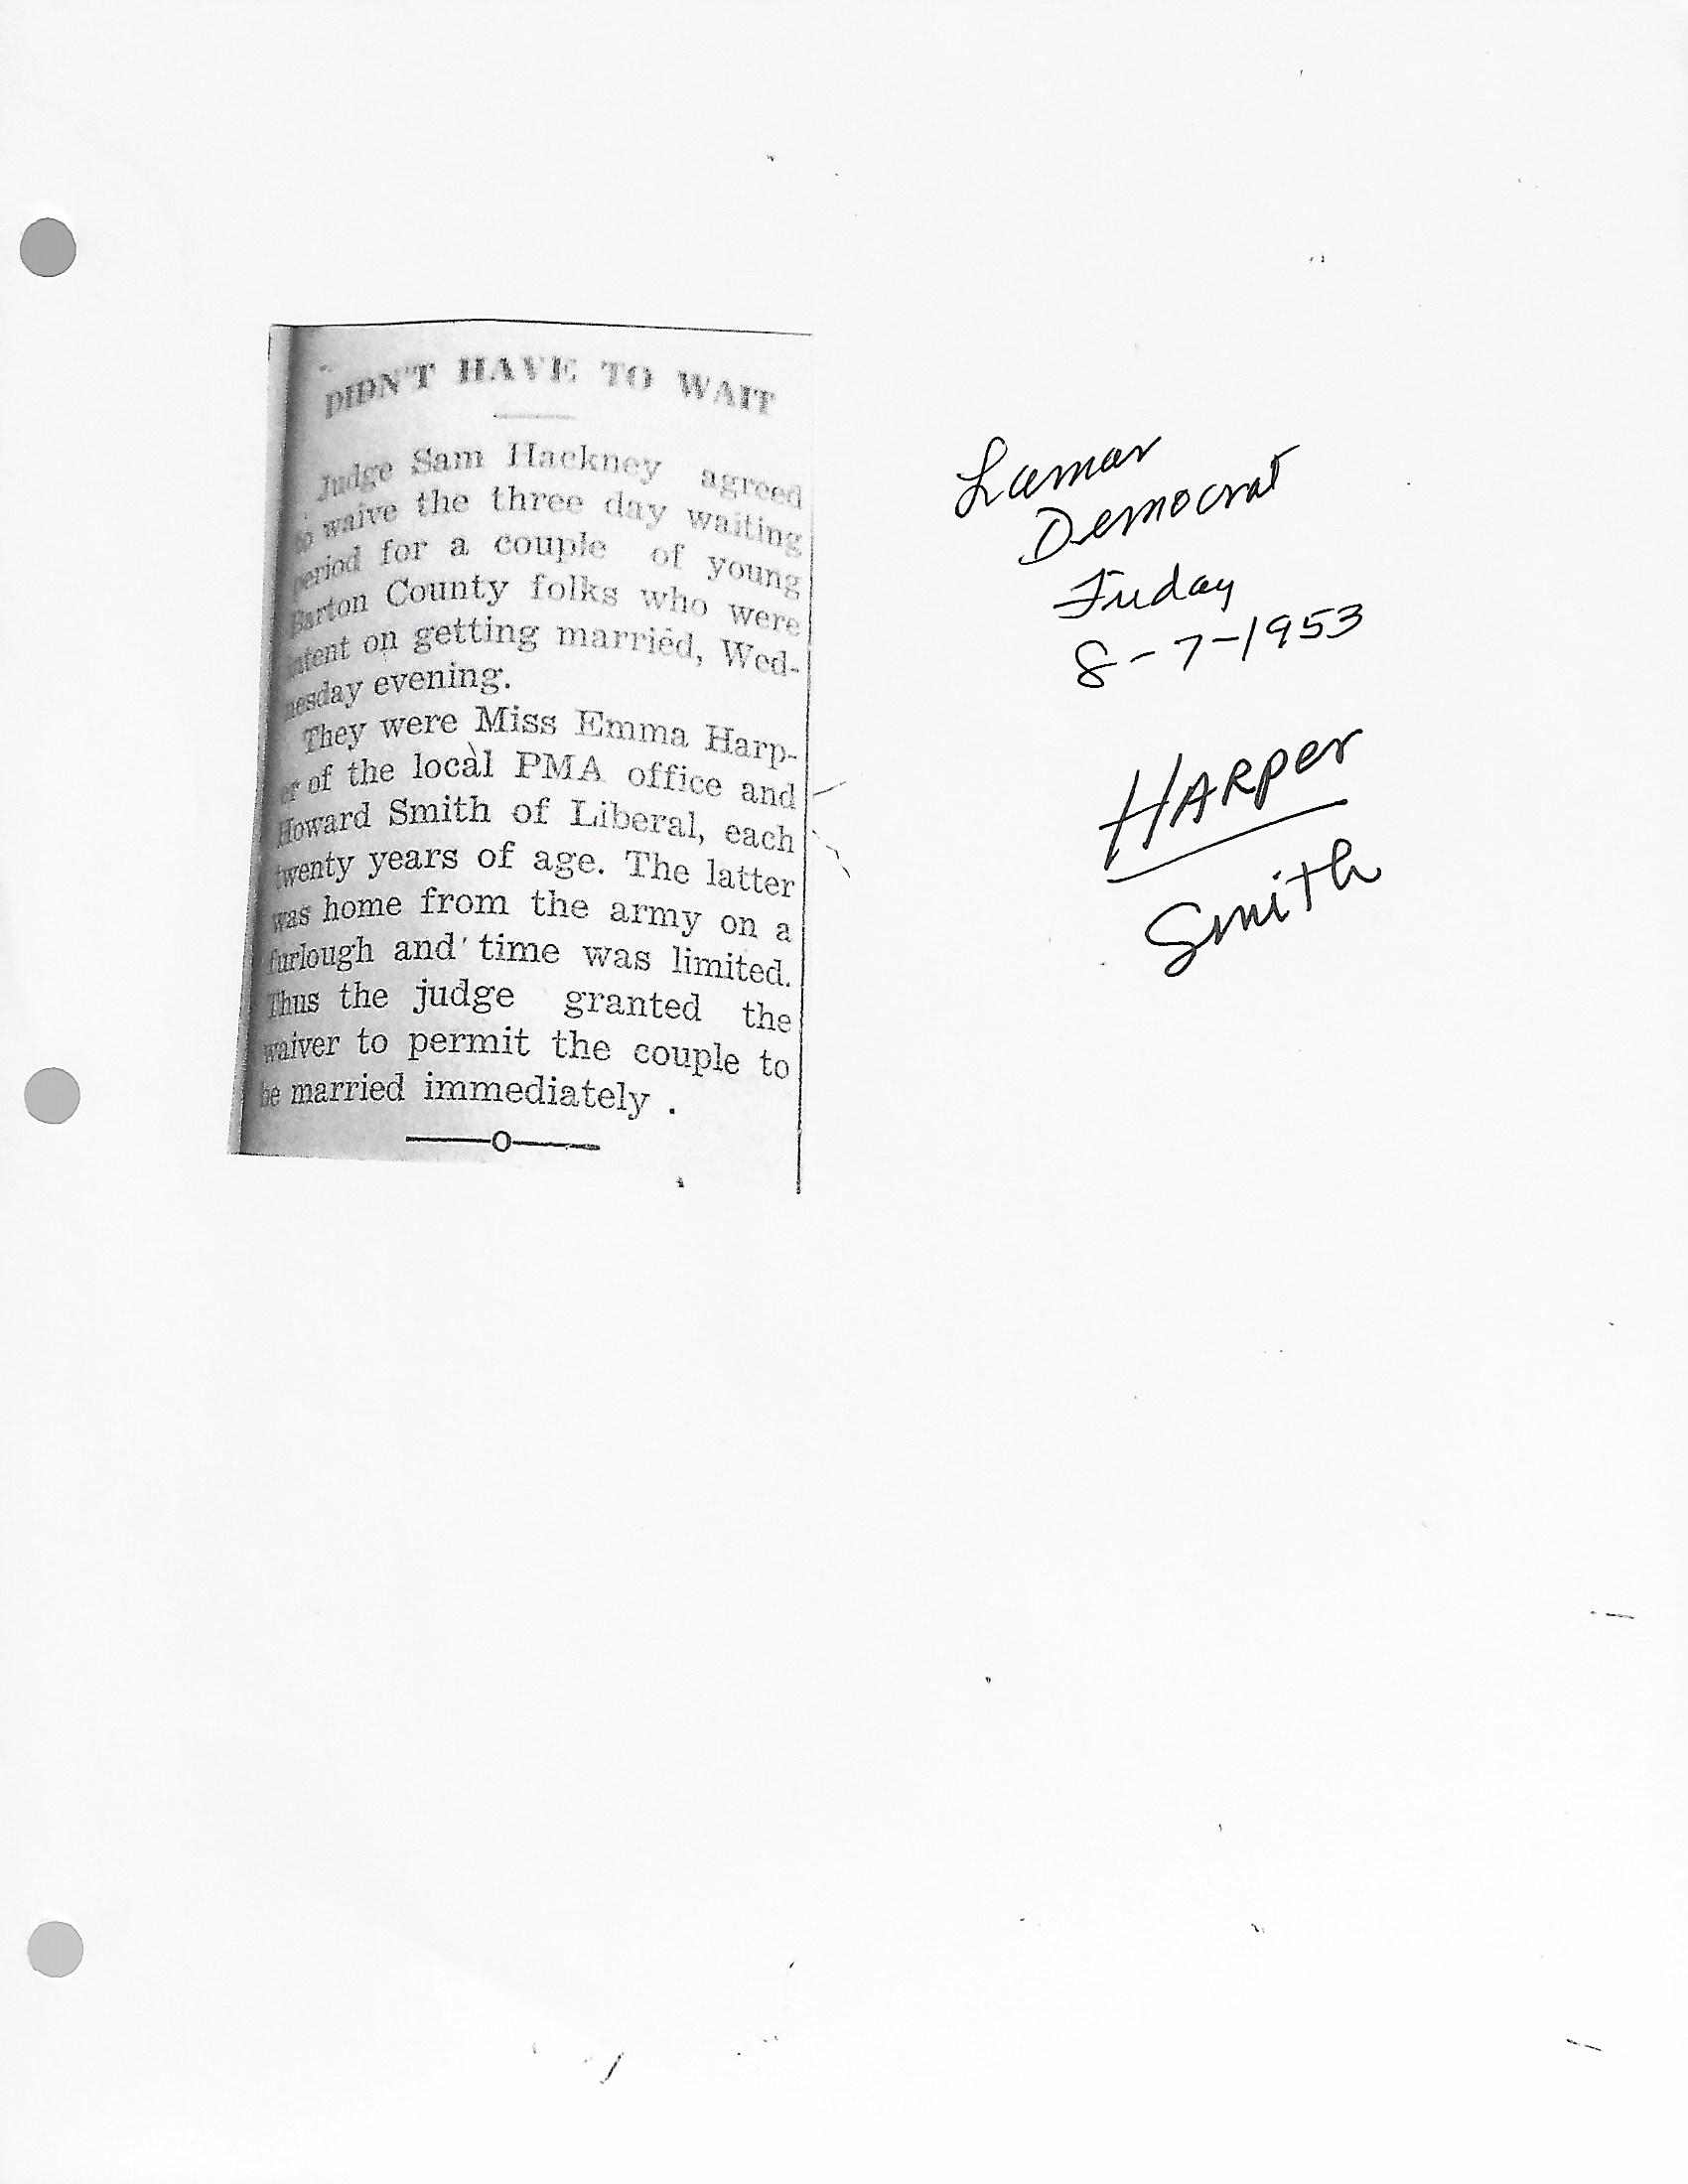 DIDN'T HAVE TO WAIT
Judge Sam Hackney agreed
to waive the three day waiting
period for a couple of young
Barton County folks who were
intent on getting married, Wed-
nesday evening.
They were Miss Emma Harp-
er of the local PMA office and
Howard Smith of Liberal, each
twenty years of age. The latter
was home from the army on a
furlough and time was limited.
Thus the judge granted the
waiver to permit the couple to
be married immediately .
Lamar
Democrat
Friday
8-7-1953
HARPer
Smith